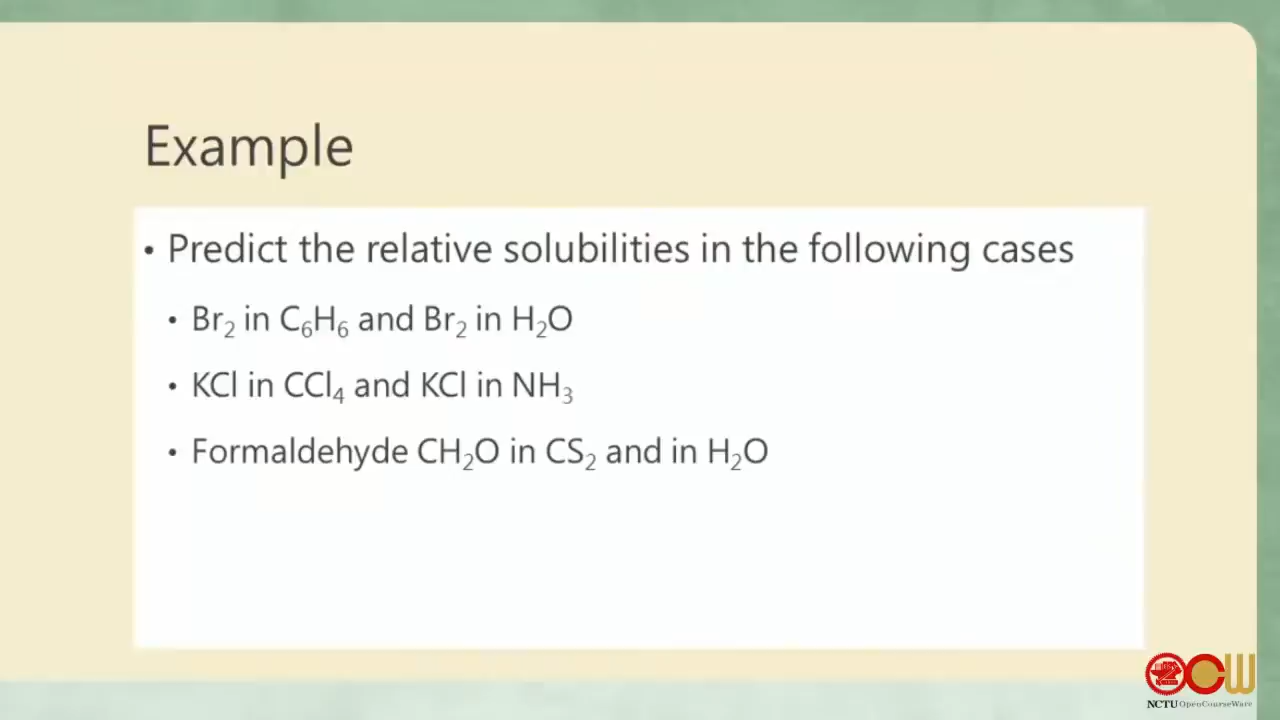 Example
• Predict the relative solubilities in the following cases
• Br₂ in C₆H₆ and Br₂ in H₂O
• KCl in CCl₄ and KCl in NH₃
• Formaldehyde CH₂O in CS₂ and in H₂O
OCW
NCTU OpenCourseWare